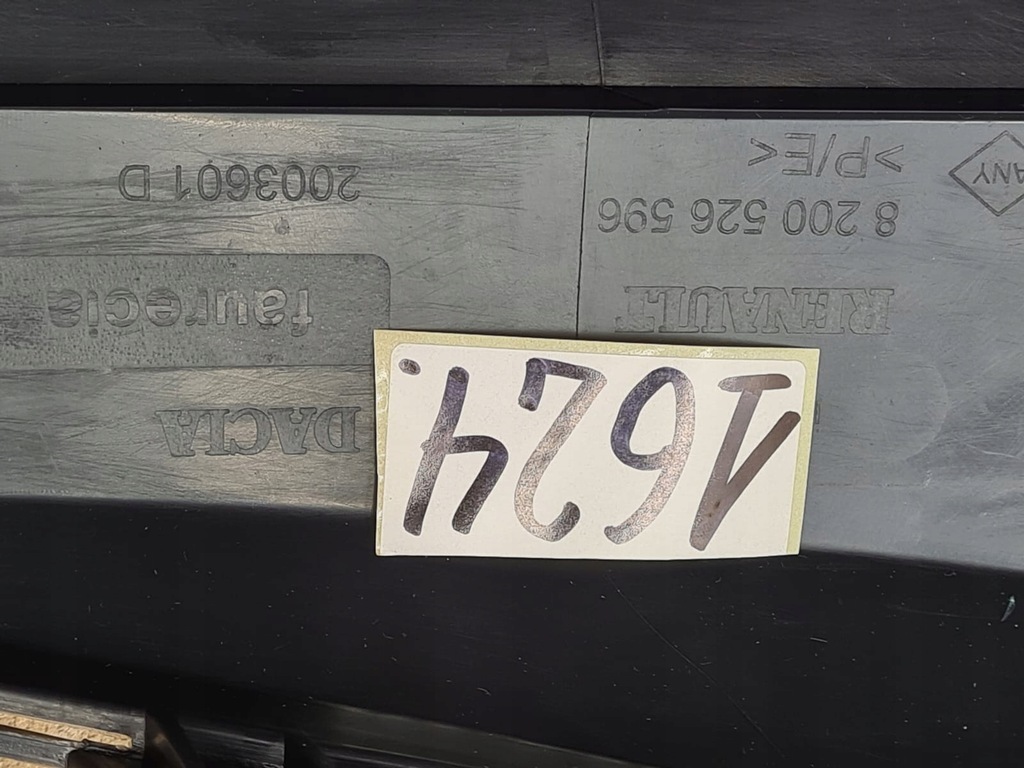 1624.
DACIA
RENAULT
faurecia
8 200 526 596
2003601 D
>P/E<